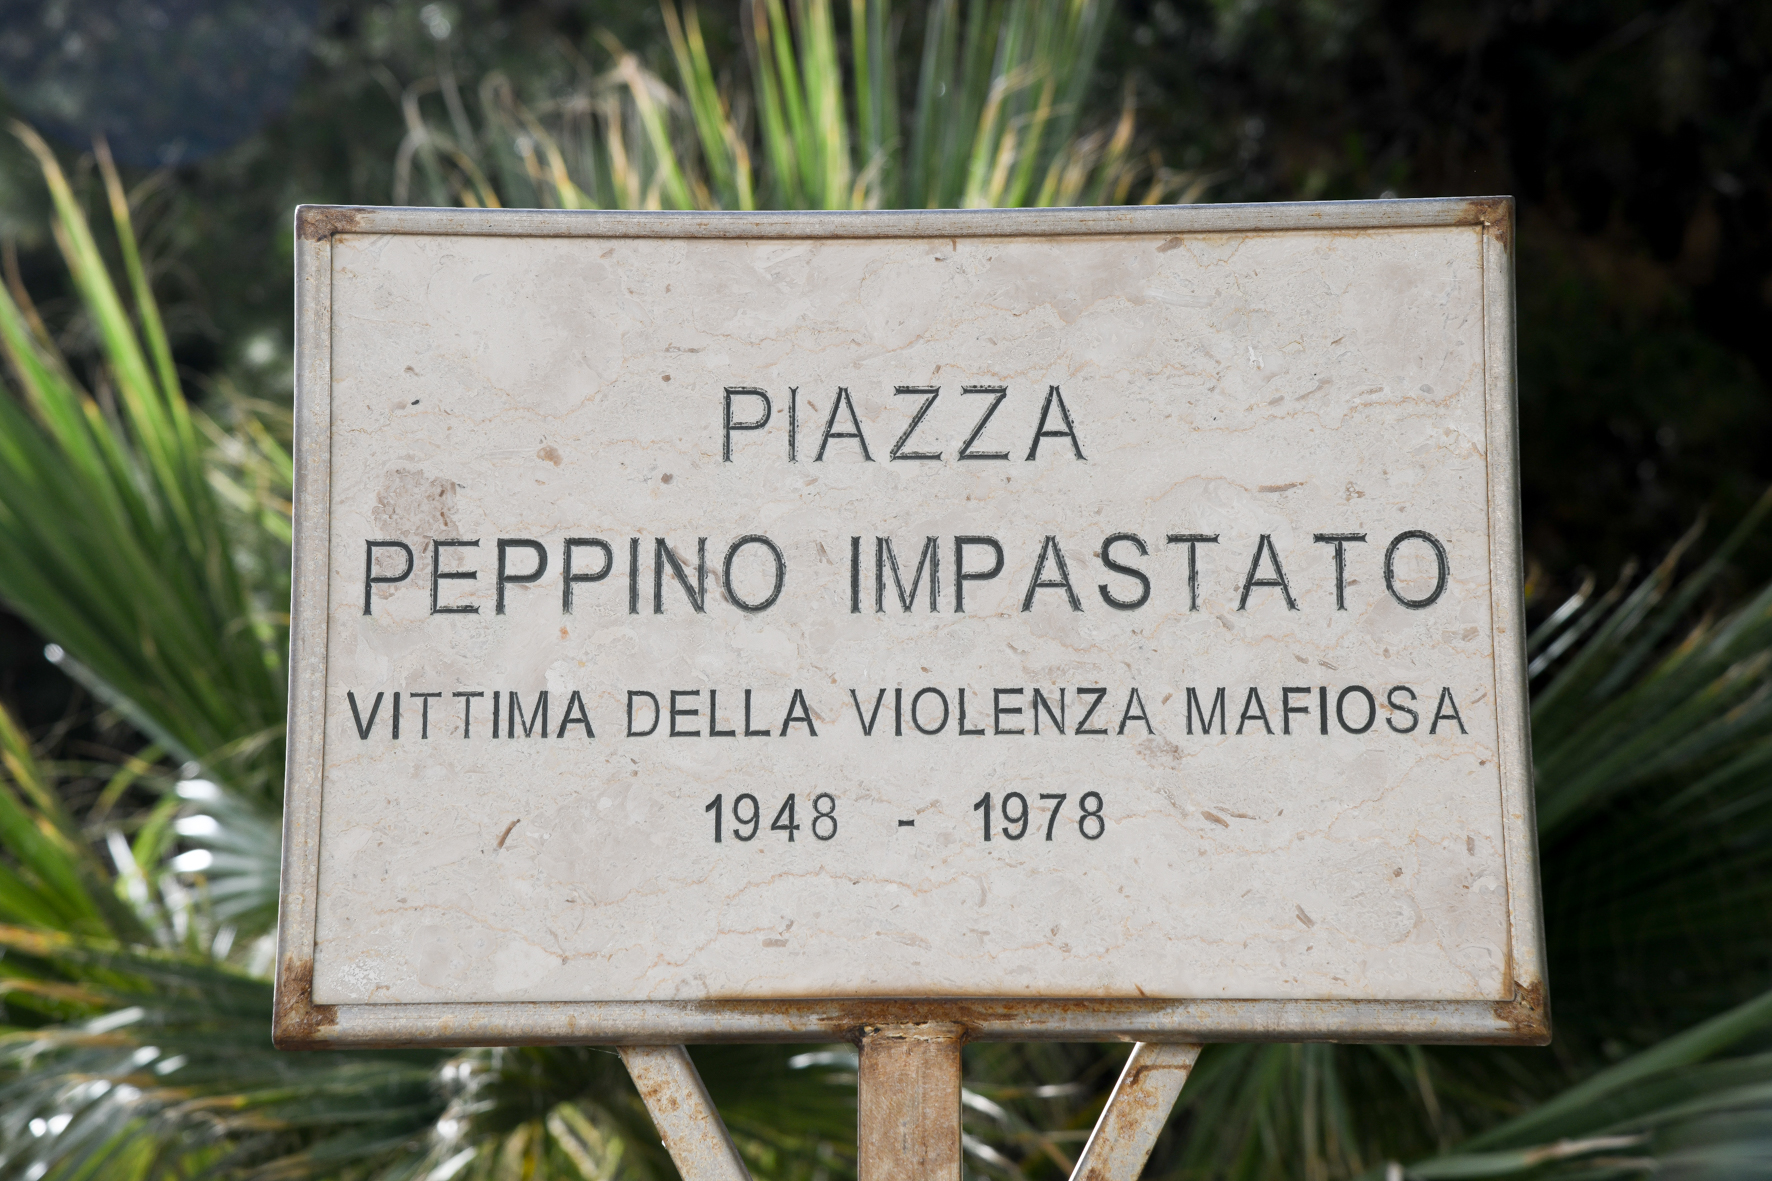 PIAZZA
PEPPINO IMPASTATO
VITTIMA DELLA VIOLENZA MAFIOSA
1948 - 1978